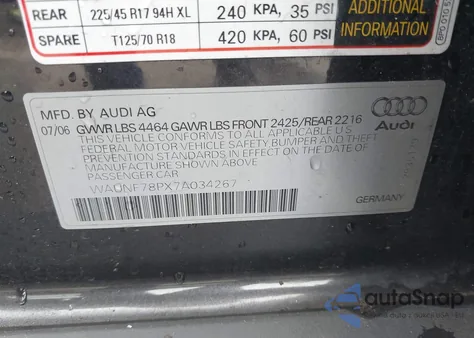 REAR 225/45 R17 94H XL 240 KPA, 35 PSI
SPARE T125/70 R18 420 KPA, 60 PSI
ADDITIONAL
INFORMATION
MFD. BY AUDI AG
07/06 GWVR LBS 4464 GAWR LBS FRONT 2425/REAR 2216
THIS VEHICLE CONFORMS TO ALL APPLICABLE U.S.
FEDERAL MOTOR VEHICLE SAFETY BUMPER AND THEFT
PREVENTION STANDARDS IN EFFECT ON THE DATE OF
MANUFACTURE SHOWN ABOVE
PASSENGER CAR
WAUNF78PX7A034267
Audi
GERMANY
autoSnap